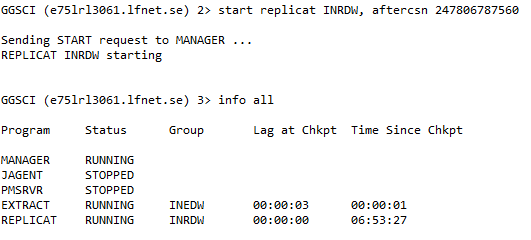 GGSCI (e75lrl3061.lfnet.se) 2> start replicat INRDW, aftercsn 247806787560
Sending START request to MANAGER ...
REPLICAT INRDW starting
GGSCI (e75lrl3061.lfnet.se) 3> info all
Program     Status      Group       Lag at Chkpt  Time Since Chkpt
MANAGER     RUNNING
JAGENT      STOPPED
PMSRVR      STOPPED
EXTRACT     RUNNING     INEDW       00:00:03      00:00:01
REPLICAT    RUNNING     INRDW       00:00:00      06:53:27